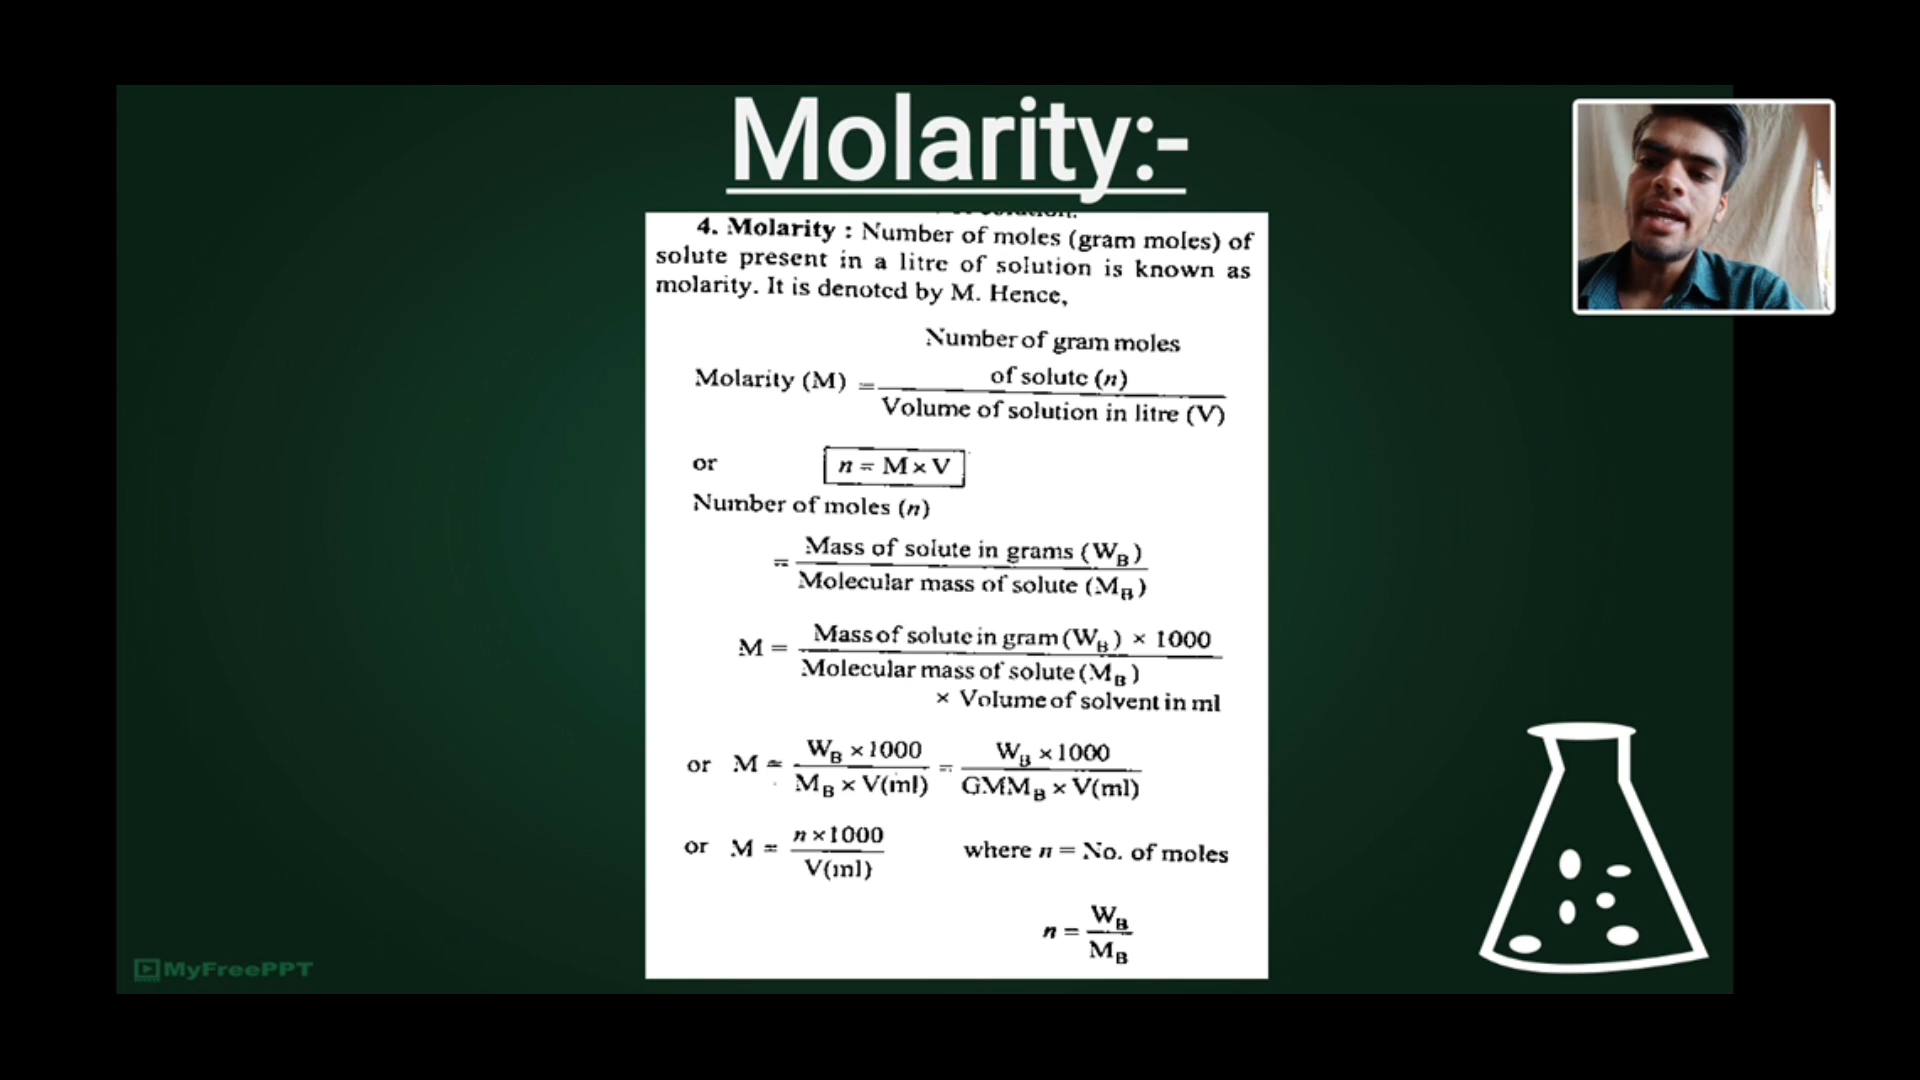 Molarity:-
4. Molarity : Number of moles (gram moles) of
solute present in a litre of solution is known as
molarity. It is denoted by M. Hence,
Number of gram moles
Molarity (M) = of solute (n)
Volume of solution in litre (V)
or n = M × V
Number of moles (n)
= Mass of solute in grams (W_B)
Molecular mass of solute (M_B)
M = Mass of solute in gram (W_B) × 1000
Molecular mass of solute (M_B)
× Volume of solvent in ml
or M = W_B × 1000 = W_B × 1000
M_B × V(ml) GMM_B × V(ml)
or M = n × 1000 where n = No. of moles
V(ml)
n = W_B
M_B
MyFreePPT